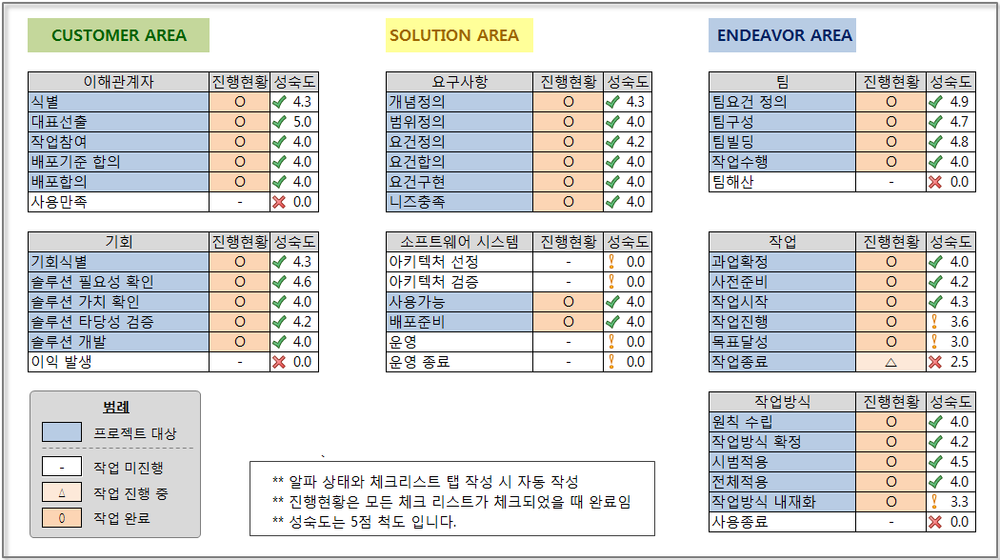 CUSTOMER AREA
이해관계자 진행현황 성숙도
식별 O 4.3
대표선출 O 5.0
작업참여 O 4.0
배포기준 합의 O 4.0
배포합의 O 4.0
사용만족 - 0.0
기회 진행현황 성숙도
기회식별 O 4.3
솔루션 필요성 확인 O 4.6
솔루션 가치 확인 O 4.0
솔루션 타당성 검증 O 4.2
솔루션 개발 O 4.0
이익 발생 - 0.0
SOLUTION AREA
요구사항 진행현황 성숙도
개념정의 O 4.3
범위정의 O 4.0
요건정의 O 4.2
요건합의 O 4.0
요건구현 O 4.0
니즈충족 O 4.0
소프트웨어 시스템 진행현황 성숙도
아키텍처 선정 - 0.0
아키텍처 검증 - 0.0
사용가능 O 4.0
배포준비 O 4.0
운영 - 0.0
운영 종료 - 0.0
ENDEAVOR AREA
팀 진행현황 성숙도
팀요건 정의 O 4.9
팀구성 O 4.7
팀빌딩 O 4.8
작업수행 O 4.0
팀해산 - 0.0
작업 진행현황 성숙도
과업확정 O 4.0
사전준비 O 4.2
작업시작 O 4.3
작업진행 O 3.6
목표달성 O 3.0
작업종료 △ 2.5
작업방식 진행현황 성숙도
원칙 수립 O 4.0
작업방식 확정 O 4.2
시범적용 O 4.5
전체적용 O 4.0
작업방식 내재화 O 3.3
사용종료 - 0.0
범례
프로젝트 대상
- 작업 미진행
△ 작업 진행 중
O 작업 완료
** 알파 상태와 체크리스트 탭 작성 시 자동 작성
** 진행현황은 모든 체크 리스트가 체크되었을 때 완료임
** 성숙도는 5점 척도 입니다.